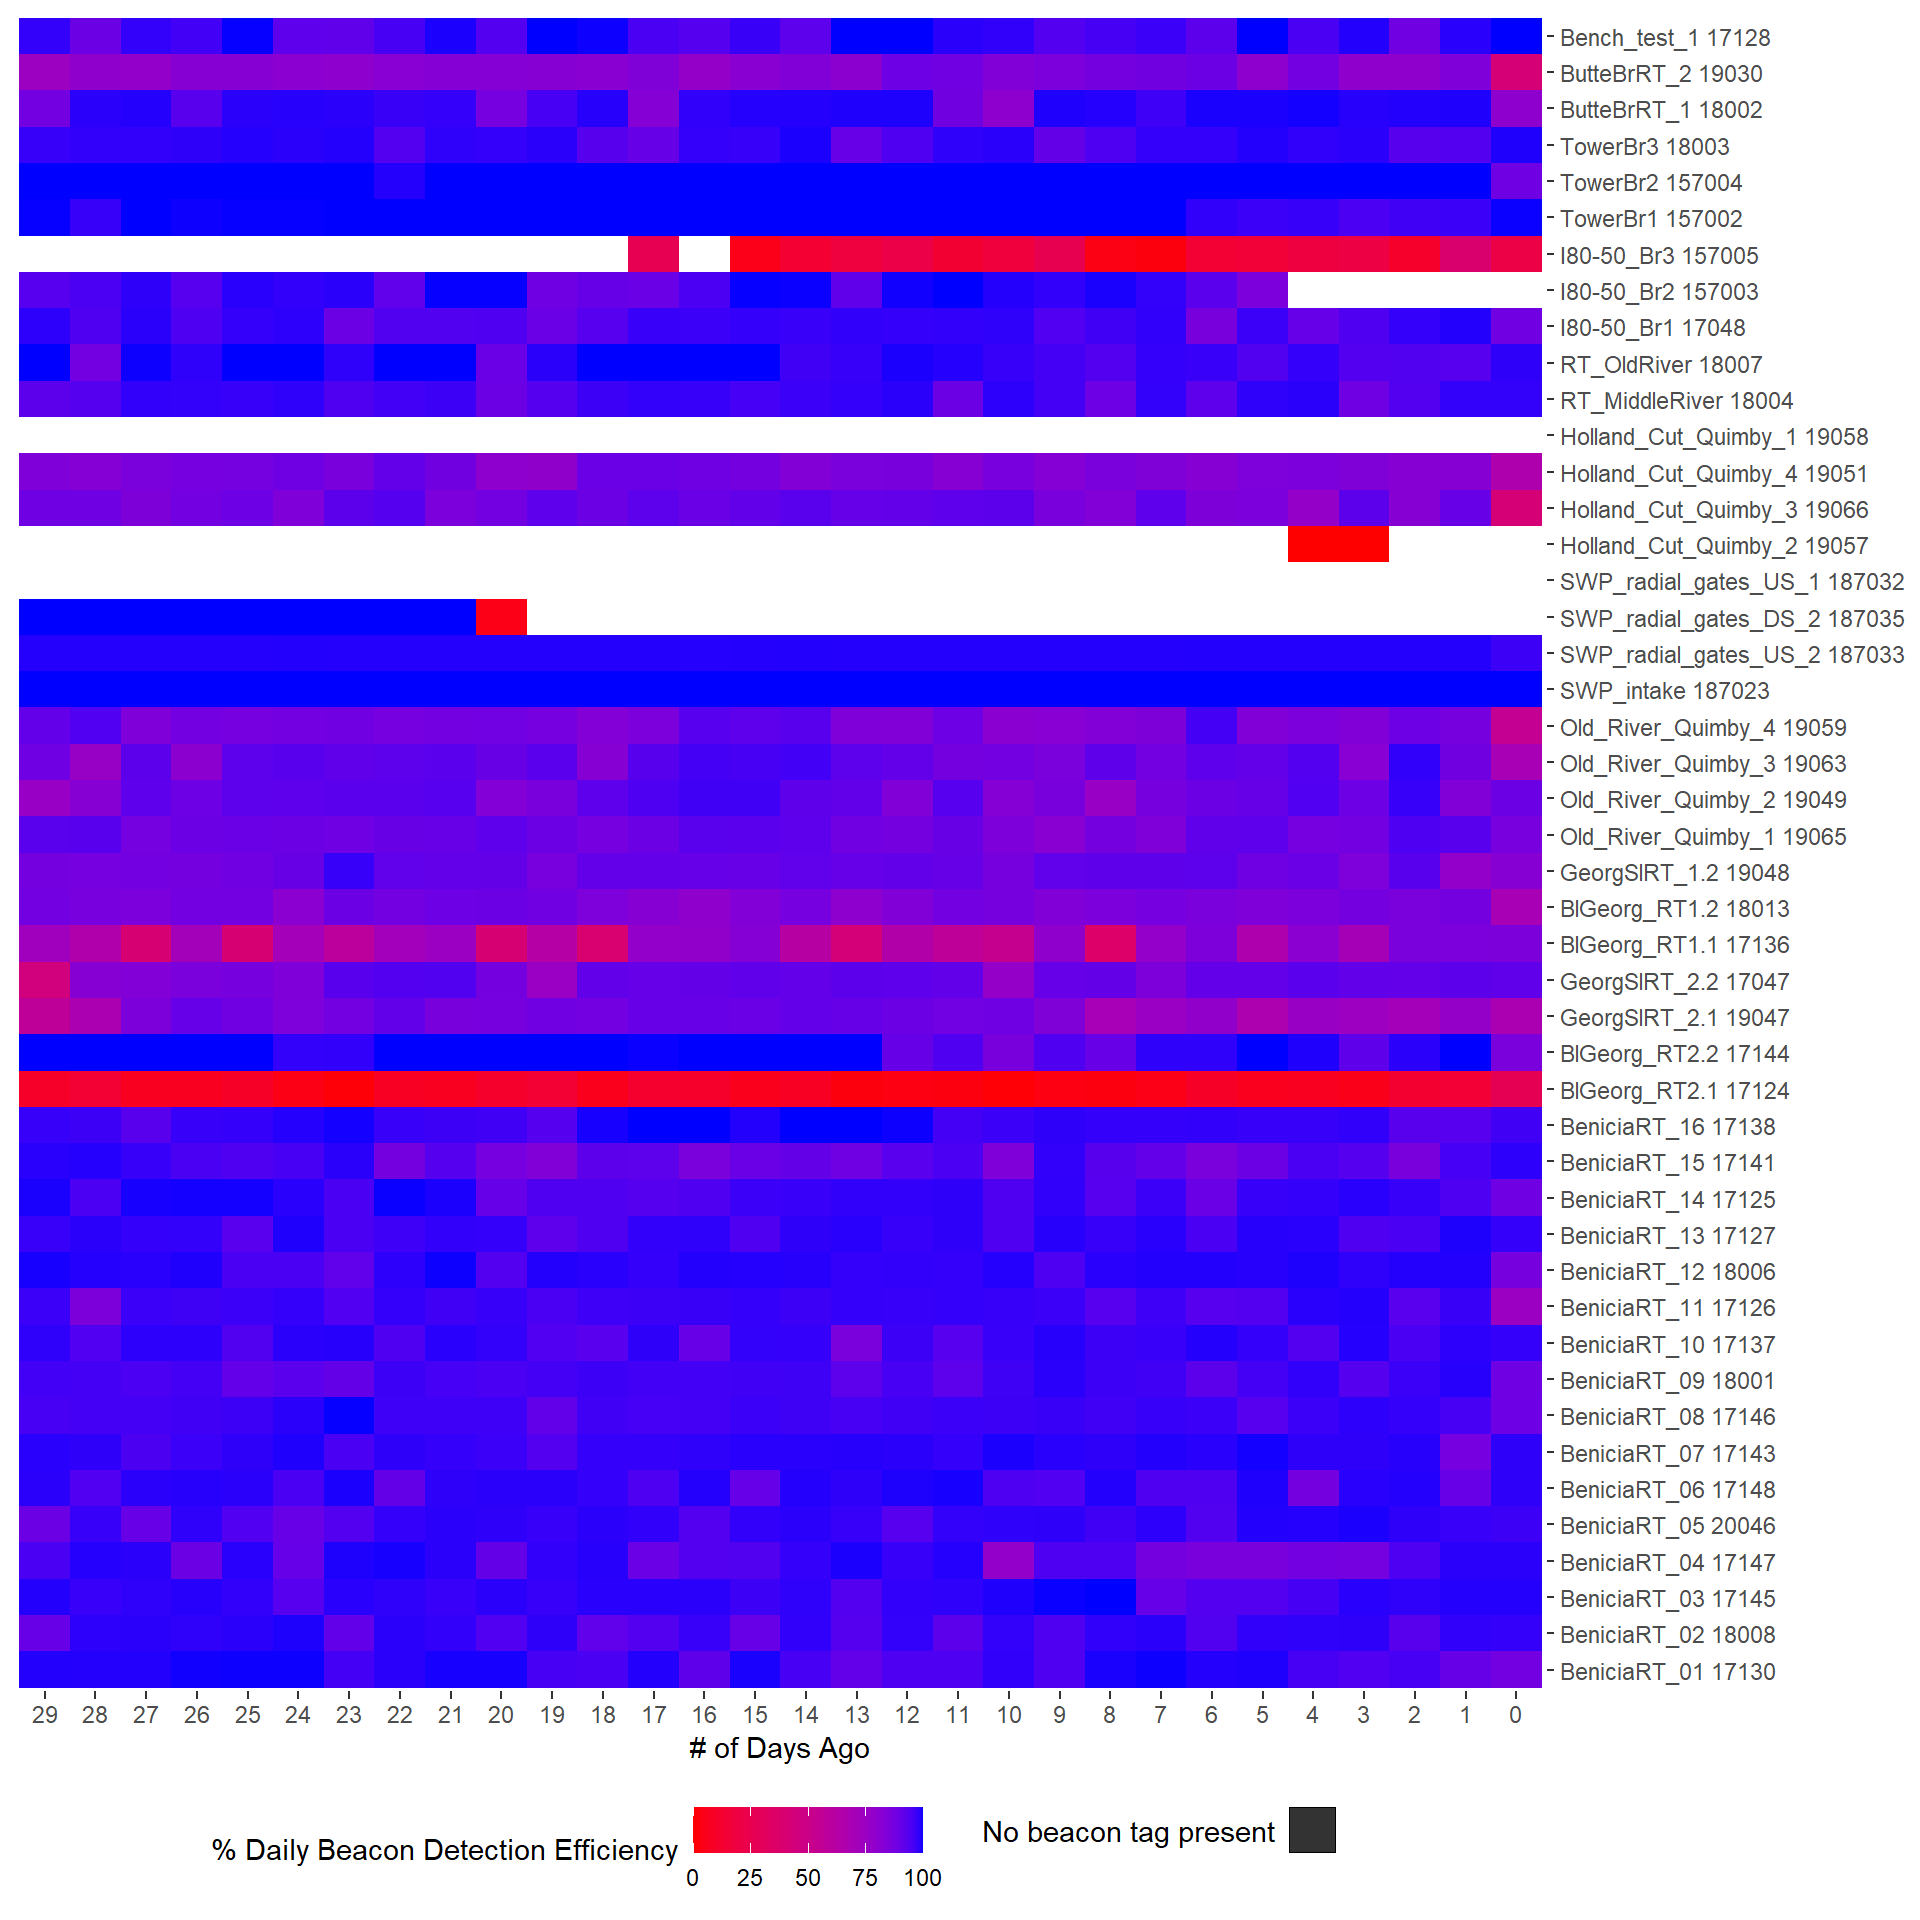 Bench_test_1 17128
ButteBrRT_2 19030
ButteBrRT_1 18002
TowerBr3 18003
TowerBr2 157004
TowerBr1 157002
I80-50_Br3 157005
I80-50_Br2 157003
I80-50_Br1 17048
RT_OldRiver 18007
RT_MiddleRiver 18004
Holland_Cut_Quimby_1 19058
Holland_Cut_Quimby_4 19051
Holland_Cut_Quimby_3 19066
Holland_Cut_Quimby_2 19057
SWP_radial_gates_US_1 187032
SWP_radial_gates_DS_2 187035
SWP_radial_gates_US_2 187033
SWP_intake 187023
Old_River_Quimby_4 19059
Old_River_Quimby_3 19063
Old_River_Quimby_2 19049
Old_River_Quimby_1 19065
GeorgSlRT_1.2 19048
BlGeorg_RT1.2 18013
BlGeorg_RT1.1 17136
GeorgSlRT_2.2 17047
GeorgSlRT_2.1 19047
BlGeorg_RT2.2 17144
BlGeorg_RT2.1 17124
BeniciaRT_16 17138
BeniciaRT_15 17141
BeniciaRT_14 17125
BeniciaRT_13 17127
BeniciaRT_12 18006
BeniciaRT_11 17126
BeniciaRT_10 17137
BeniciaRT_09 18001
BeniciaRT_08 17146
BeniciaRT_07 17143
BeniciaRT_06 17148
BeniciaRT_05 20046
BeniciaRT_04 17147
BeniciaRT_03 17145
BeniciaRT_02 18008
BeniciaRT_01 17130
29 28 27 26 25 24 23 22 21 20 19 18 17 16 15 14 13 12 11 10 9 8 7 6 5 4 3 2 1 0
# of Days Ago
% Daily Beacon Detection Efficiency
0 25 50 75 100
No beacon tag present